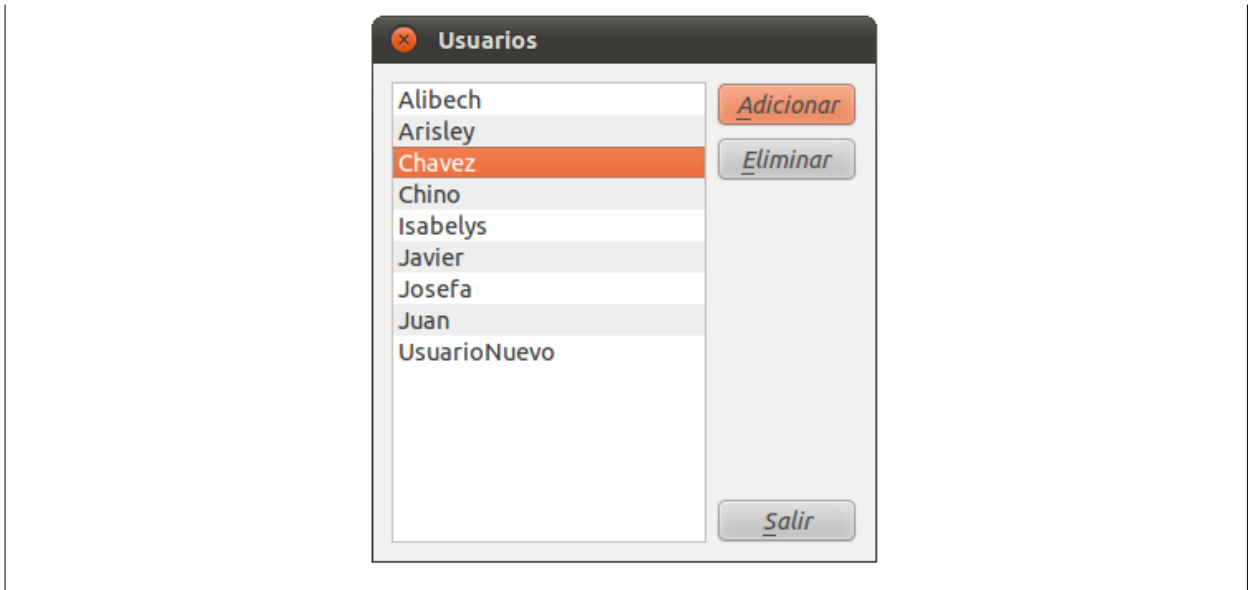 Usuarios
Alibech
Arisley
Chavez
Chino
Isabelys
Javier
Josefa
Juan
UsuarioNuevo
Adicionar
Eliminar
Salir